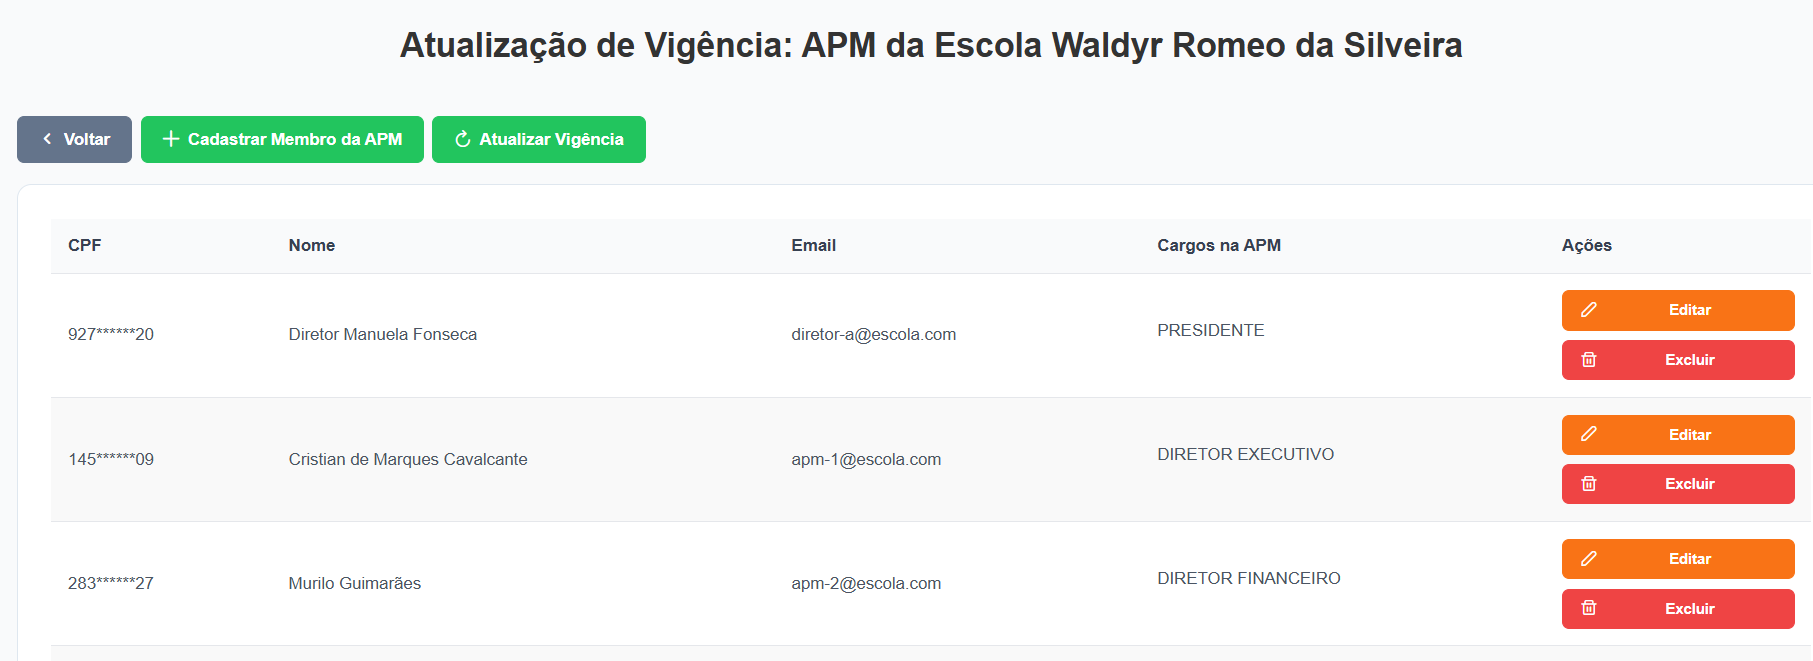 Atualização de Vigência: APM da Escola Waldyr Romeo da Silveira
Voltar
Cadastrar Membro da APM
Atualizar Vigência
CPF Nome Email Cargos na APM Ações
927******20 Diretor Manuela Fonseca diretor-a@escola.com PRESIDENTE
Editar
Excluir
145******09 Cristian de Marques Cavalcante apm-1@escola.com DIRETOR EXECUTIVO
Editar
Excluir
283******27 Murilo Guimarães apm-2@escola.com DIRETOR FINANCEIRO
Editar
Excluir